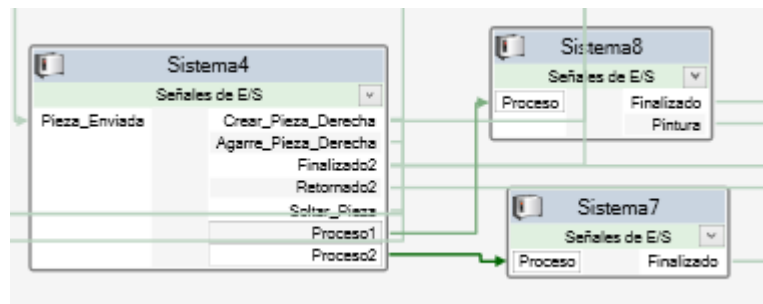 Sistema4
Señales de E/S
Pieza_Enviada
Crear_Pieza_Derecha
Agarre_Pieza_Derecha
Finalizado2
Retornado2
Soltar_Pieza
Proceso1
Proceso2
Sistema8
Señales de E/S
Proceso
Finalizado
Pintura
Sistema7
Señales de E/S
Proceso
Finalizado